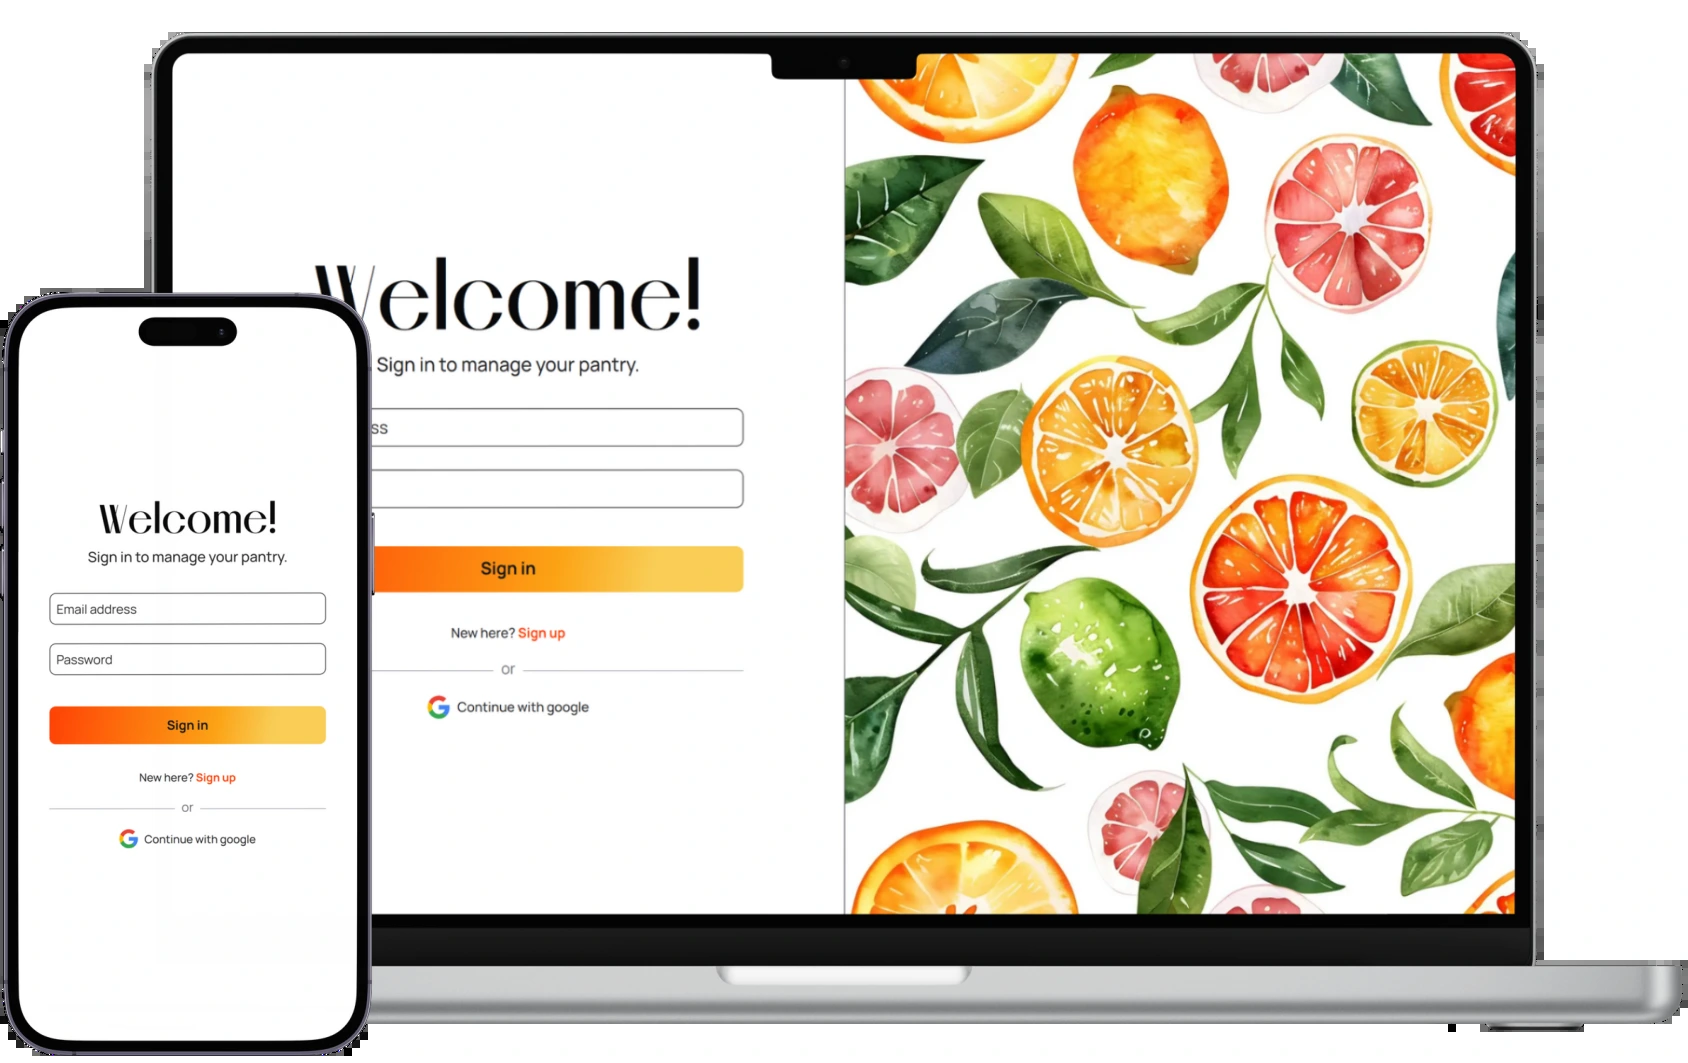 Welcome!
Sign in to manage your pantry.
ss
Sign in
New here? Sign up
or
Continue with google
Welcome!
Sign in to manage your pantry.
Email address
Password
Sign in
New here? Sign up
or
Continue with google